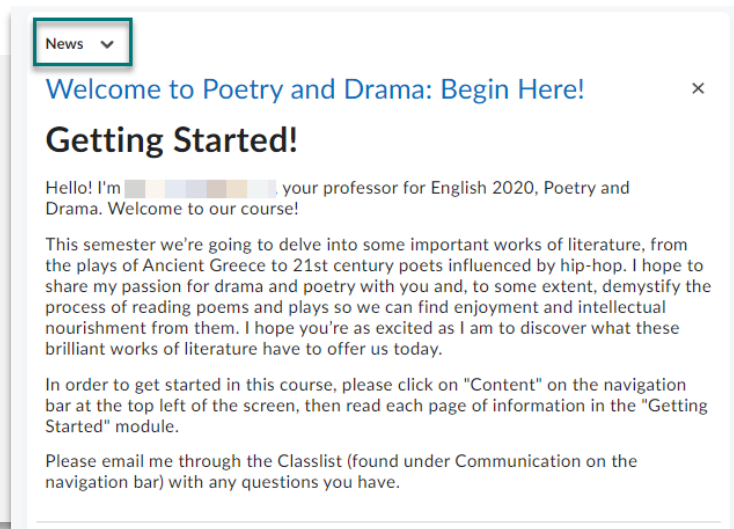 News
Welcome to Poetry and Drama: Begin Here!
Getting Started!
Hello! I'm , your professor for English 2020, Poetry and
Drama. Welcome to our course!
This semester we're going to delve into some important works of literature, from
the plays of Ancient Greece to 21st century poets influenced by hip-hop. I hope to
share my passion for drama and poetry with you and, to some extent, demystify the
process of reading poems and plays so we can find enjoyment and intellectual
nourishment from them. I hope you're as excited as I am to discover what these
brilliant works of literature have to offer us today.
In order to get started in this course, please click on "Content" on the navigation
bar at the top left of the screen, then read each page of information in the "Getting
Started" module.
Please email me through the Classlist (found under Communication on the
navigation bar) with any questions you have.